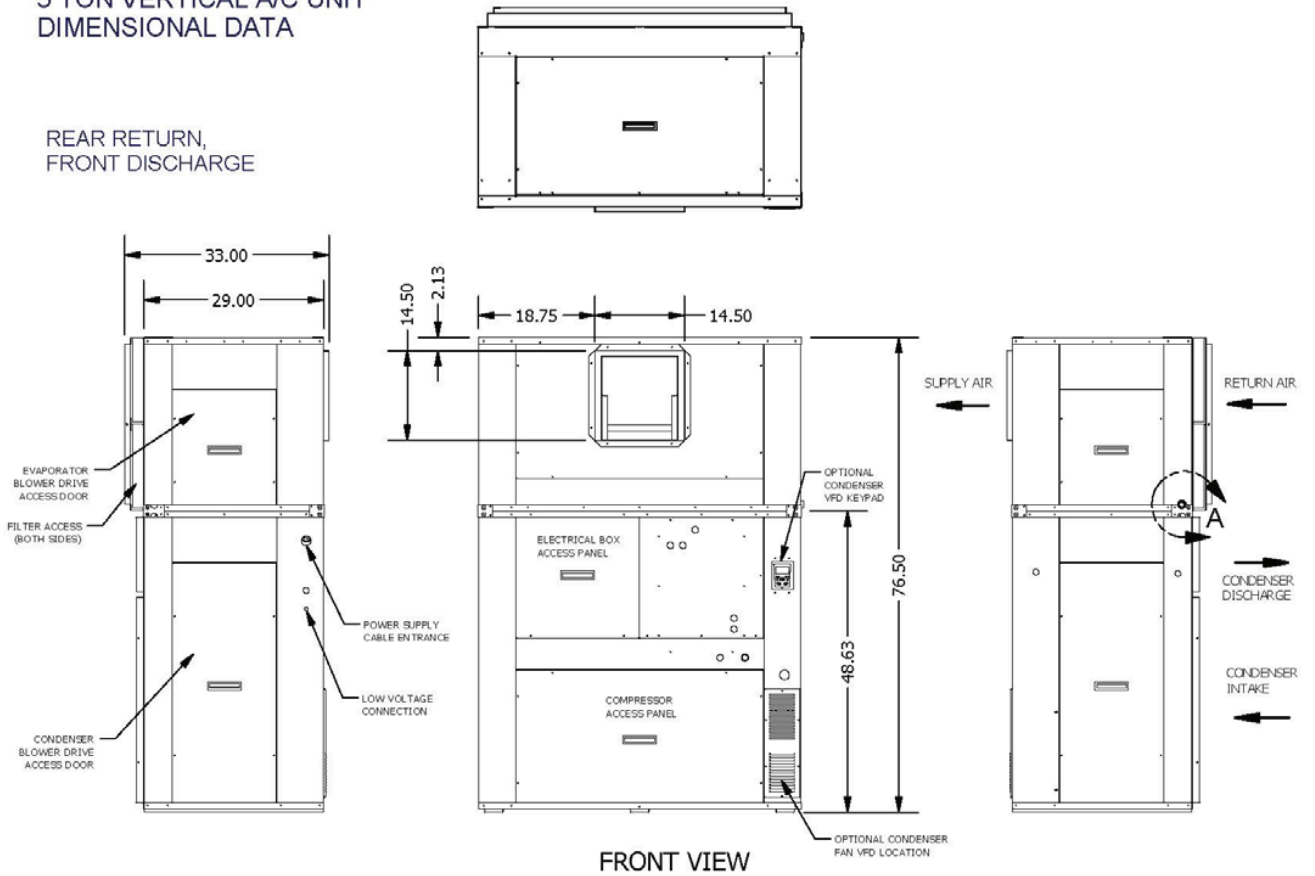 TON VERTICAL A/C UNIT
DIMENSIONAL DATA
REAR RETURN,
FRONT DISCHARGE
33.00
29.00
14.50
2.13
18.75
14.50
SUPPLY AIR
RETURN AIR
EVAPORATOR
BLOWER DRIVE
ACCESS DOOR
FILTER ACCESS
(BOTH SIDES)
OPTIONAL
CONDENSER
VFD KEYPAD
A
ELECTRICAL BOX
ACCESS PANEL
76.50
CONDENSER
DISCHARGE
POWER SUPPLY
CABLE ENTRANCE
48.63
CONDENSER
INTAKE
LOW VOLTAGE
CONNECTION
COMPRESSOR
ACCESS PANEL
CONDENSER
BLOWER DRIVE
ACCESS DOOR
OPTIONAL CONDENSER
FAN VFD LOCATION
FRONT VIEW